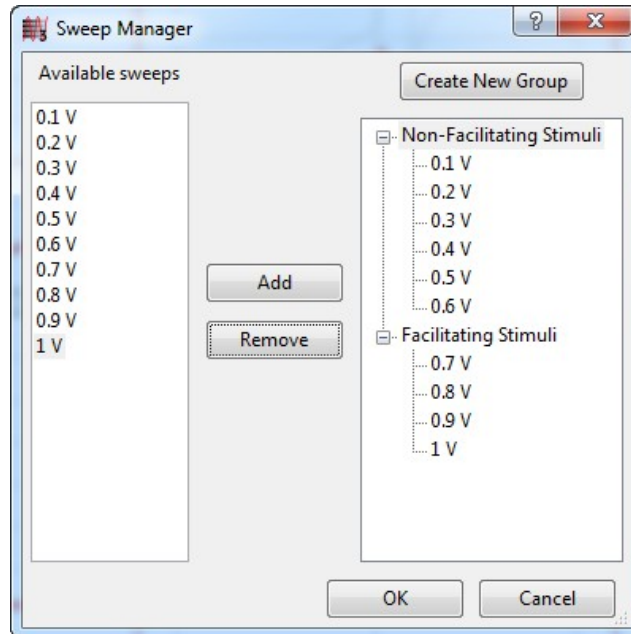 Sweep Manager
Available sweeps
0.1 V
0.2 V
0.3 V
0.4 V
0.5 V
0.6 V
0.7 V
0.8 V
0.9 V
1 V
Add
Remove
Create New Group
Non-Facilitating Stimuli
0.1 V
0.2 V
0.3 V
0.4 V
0.5 V
0.6 V
Facilitating Stimuli
0.7 V
0.8 V
0.9 V
1 V
OK
Cancel